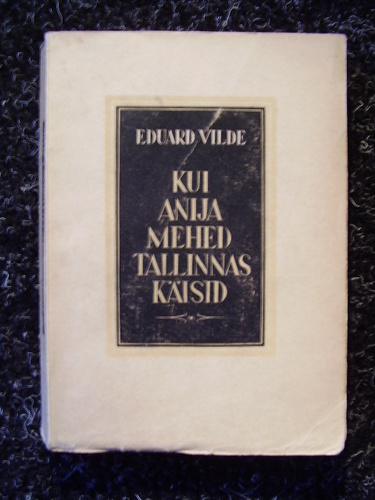 EDUARD VILDE
KUI
ANIJA
MEHED
TALLINNAS
KÄISID